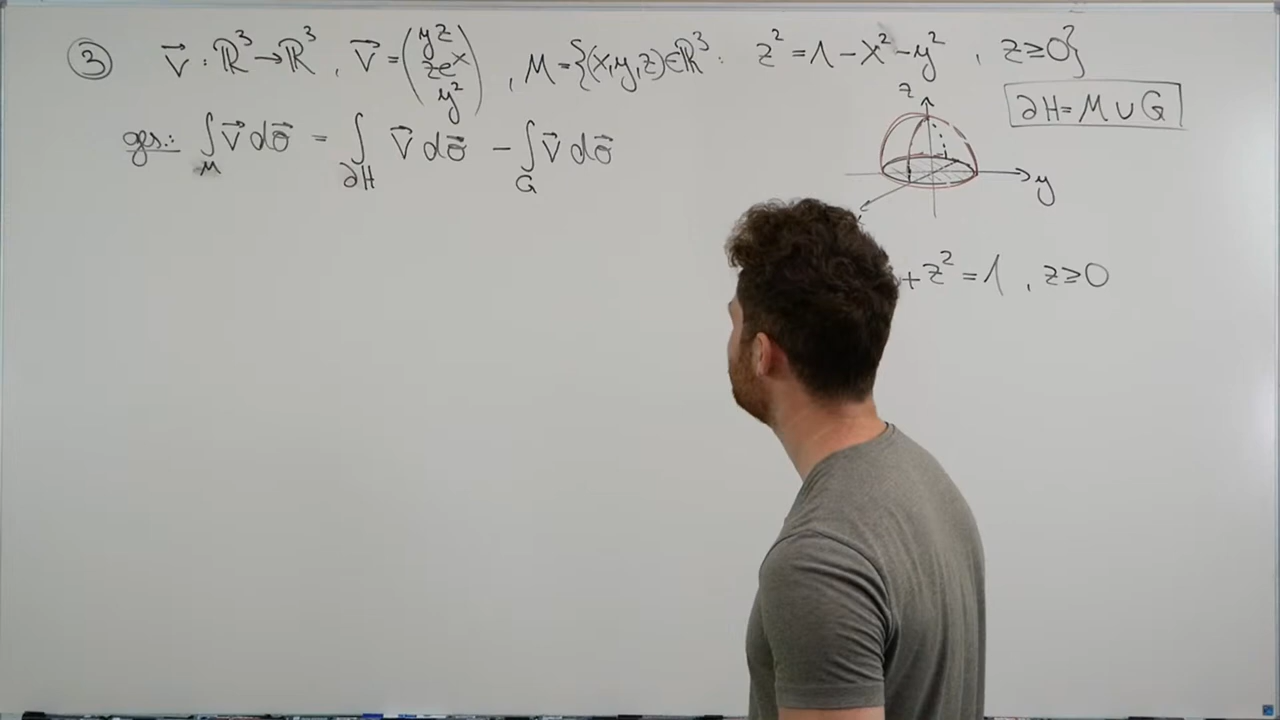 ③ v⃗ : ℝ³ → ℝ³ , v⃗ = (yz, zeˣ, y²) , M = {(x,y,z) ∈ ℝ³ : z² = 1 − x² − y² , z ≥ 0}
∂H = M ∪ G
ges.: ∫_M v⃗ dσ⃗ = ∫_∂H v⃗ dσ⃗ − ∫_G v⃗ dσ⃗
z
y
+ z² = 1 , z ≥ 0